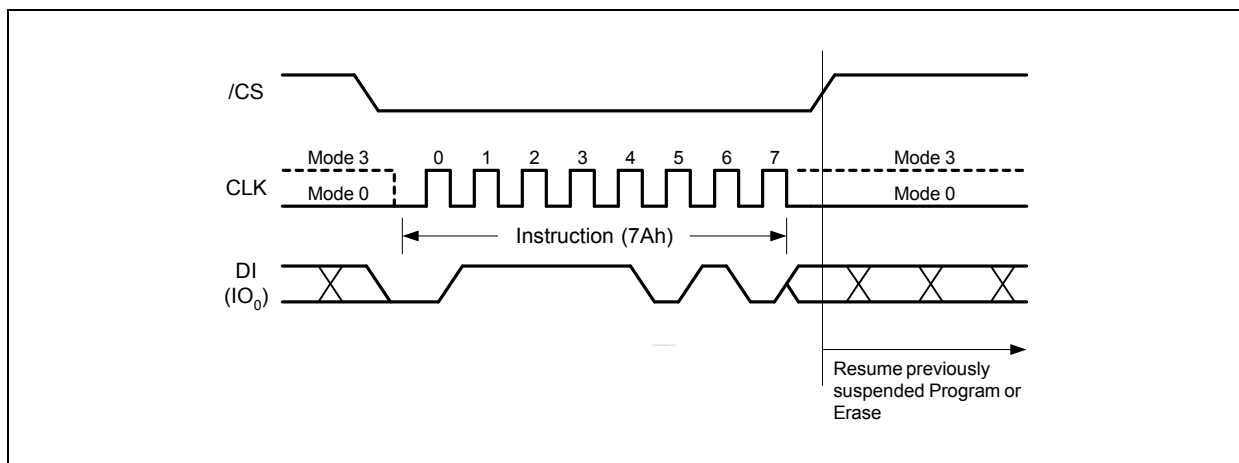 /CS
Mode 3
0 1 2 3 4 5 6 7
Mode 3
CLK
Mode 0
Mode 0
Instruction (7Ah)
DI
(IO0)
Resume previously
suspended Program or
Erase